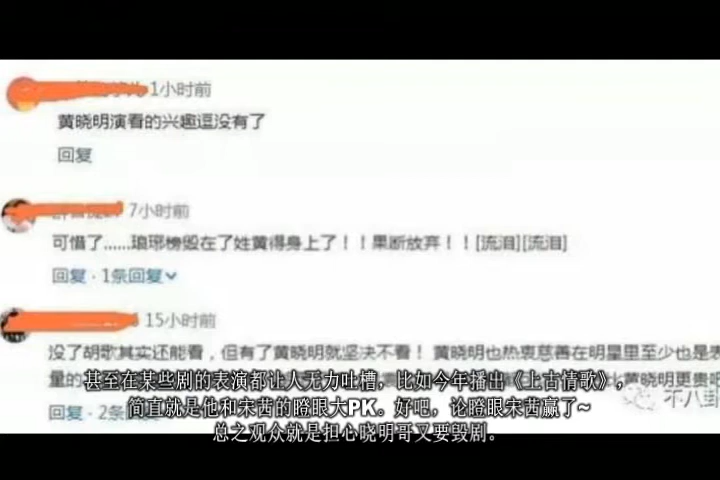 1小时前
黄晓明演看的兴趣逗没有了
回复
7小时前
可惜了......琅琊榜毁在了姓黄得身上了！！果断放弃！！[流泪][流泪]
回复 · 1条回复
15小时前
没了胡歌其实还能看，但有了黄晓明就坚决不看！ 黄晓明也热衷慈善在明星里至少也是表
量的
甚至在某些剧的表演都让人无力吐槽，比如今年播出《上古情歌》，
黄晓明更贵吧
简直就是他和宋茜的瞪眼大PK。好吧，论瞪眼宋茜赢了~
回复 · 2条
不八卦
总之观众就是担心晓明哥又要毁剧。